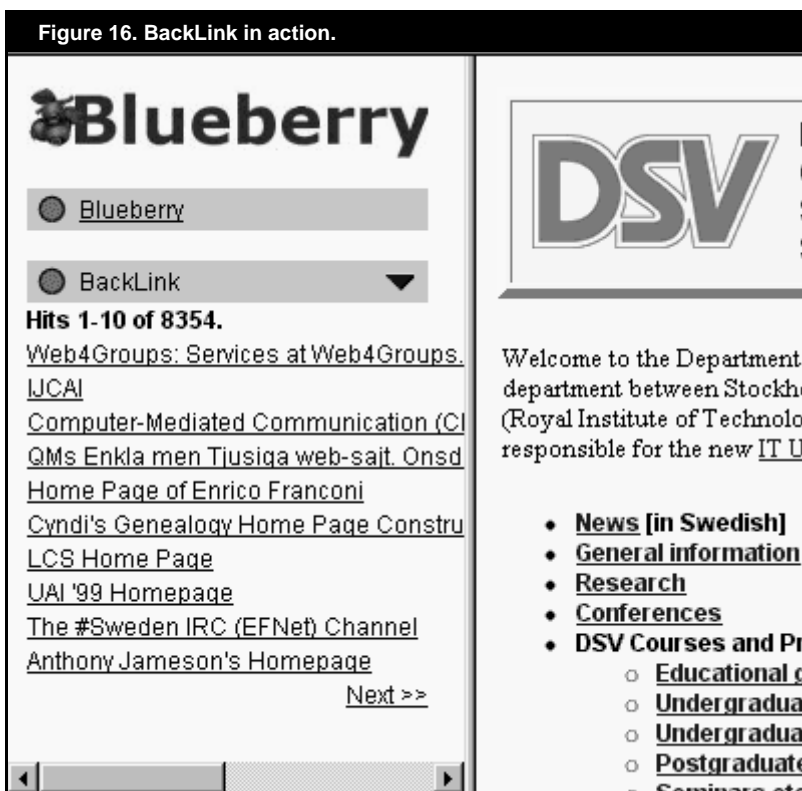 Figure 16. BackLink in action.
Blueberry
Blueberry
BackLink
Hits 1-10 of 8354.
Web4Groups: Services at Web4Groups.
IJCAI
Computer-Mediated Communication (
QMs Enkla men Tjusiga web-sajt. Onsd
Home Page of Enrico Franconi
Cyndi's Genealogy Home Page Constru
LCS Home Page
UAI '99 Homepage
The #Sweden IRC (EFNet) Channel
Anthony Jameson's Homepage
Next >>
DSV
Welcome to the Department
department between Stockho
(Royal Institute of Technolo
responsible for the new IT U
• News [in Swedish]
• General information
• Research
• Conferences
• DSV Courses and Pr
○ Educational g
○ Undergradua
○ Undergradua
○ Postgraduate
○ Seminars